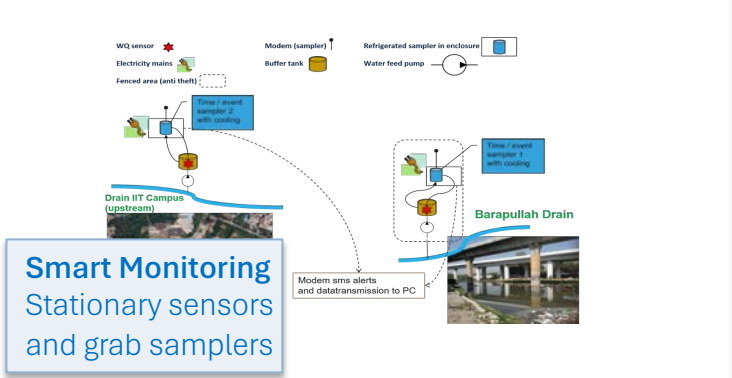 WQ sensor
Modem (sampler)
Refrigerated sampler in enclosure
Electricity mains
Buffer tank
Water feed pump
Fenced area (anti theft)
Time / event
sampler 2
with cooling
Time / event
sampler 1
with cooling
Drain IIT Campus
(upstream)
Barapullah Drain
Modem sms alerts
and datatransmission to PC
Smart Monitoring
Stationary sensors
and grab samplers